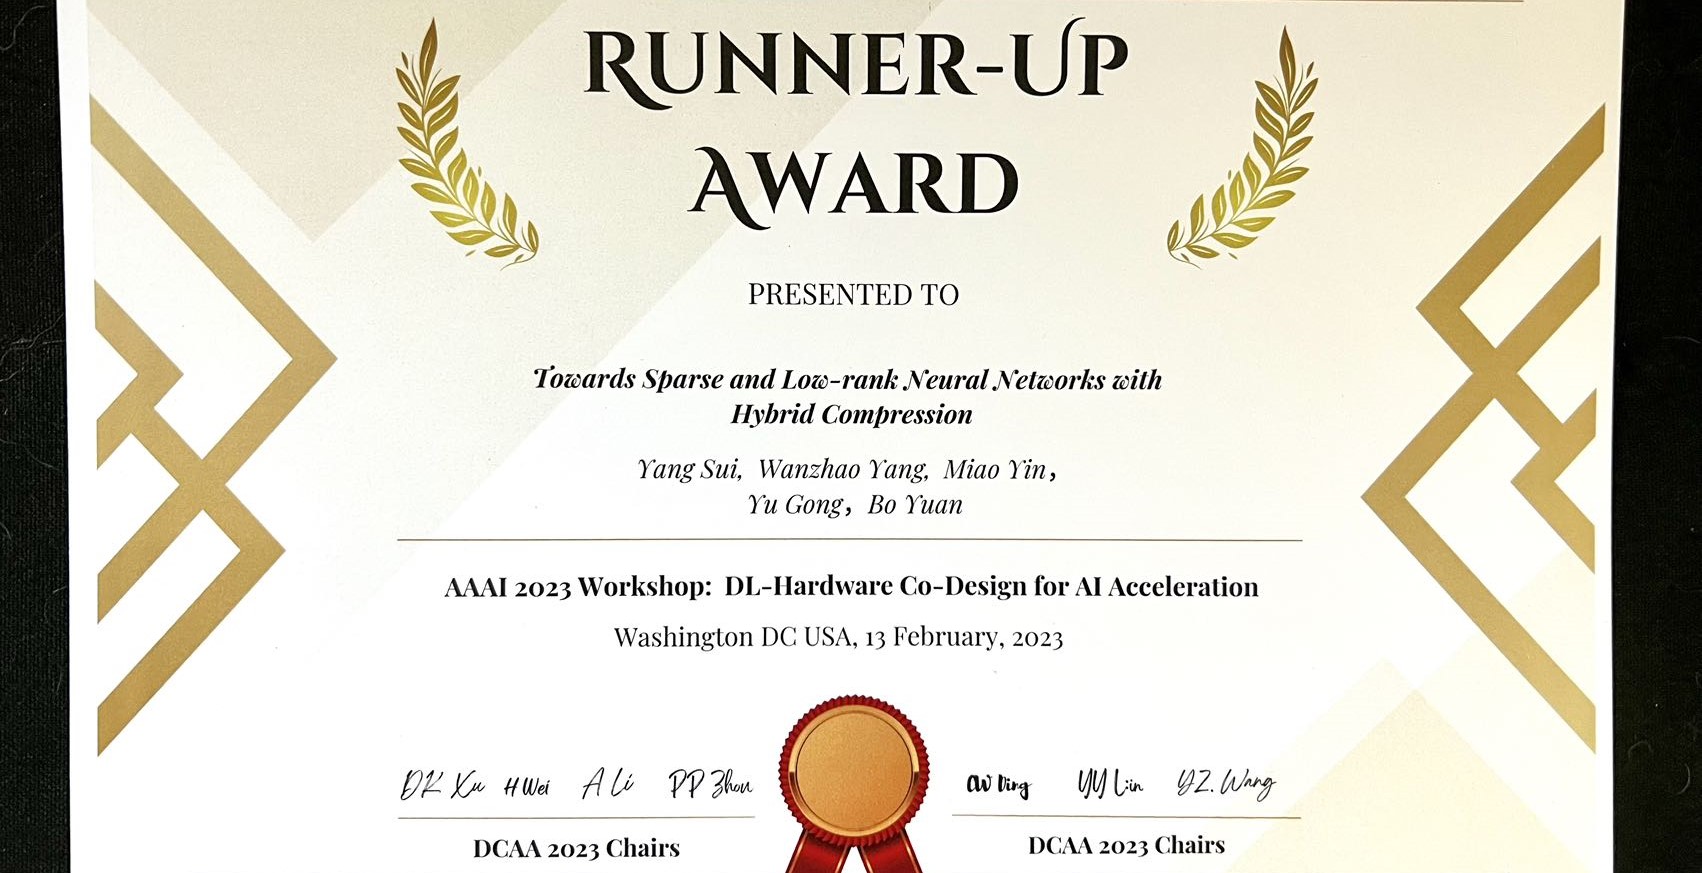 RUNNER-UP
AWARD
PRESENTED TO
Towards Sparse and Low-rank Neural Networks with
Hybrid Compression
Yang Sui, Wanzhao Yang, Miao Yin,
Yu Gong, Bo Yuan
AAAI 2023 Workshop: DL-Hardware Co-Design for AI Acceleration
Washington DC USA, 13 February, 2023
DK Xu H Wei A Li PP Zhou CW Ding YY Liin YZ. Wang
DCAA 2023 Chairs DCAA 2023 Chairs